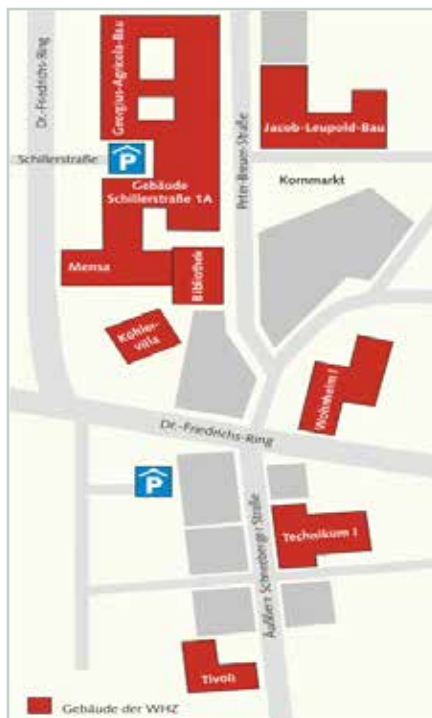 Dr.-Friedrichs-Ring
Georgius-Agricola-Bau
Schillerstraße
P
Gebäude
Schillerstraße 1A
Peter-Breuer-Straße
Jacob-Leupold-Bau
Kornmarkt
Mensa
Bibliothek
Köhler-
villa
Wohnheim I
Dr.-Friedrichs-Ring
P
Äußere Schneeberger Straße
Technikum I
Tivoli
Gebäude der WHZ